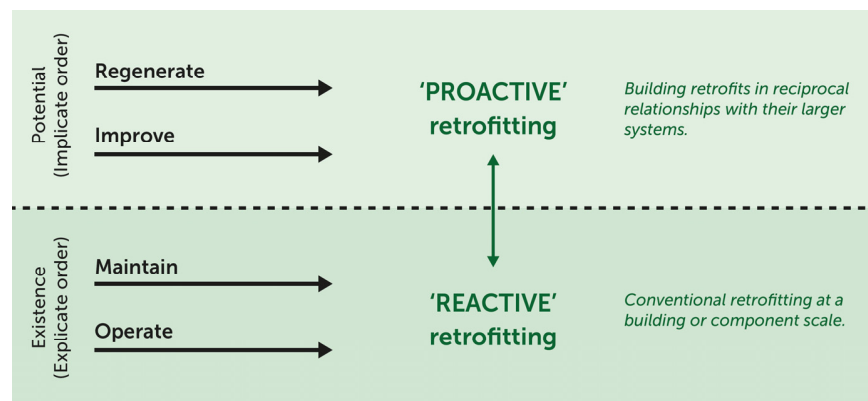 Potential
(Implicate order)
Regenerate
Improve
‘PROACTIVE’
retrofitting
Building retrofits in reciprocal
relationships with their larger
systems.
Existence
(Explicate order)
Maintain
Operate
‘REACTIVE’
retrofitting
Conventional retrofitting at a
building or component scale.